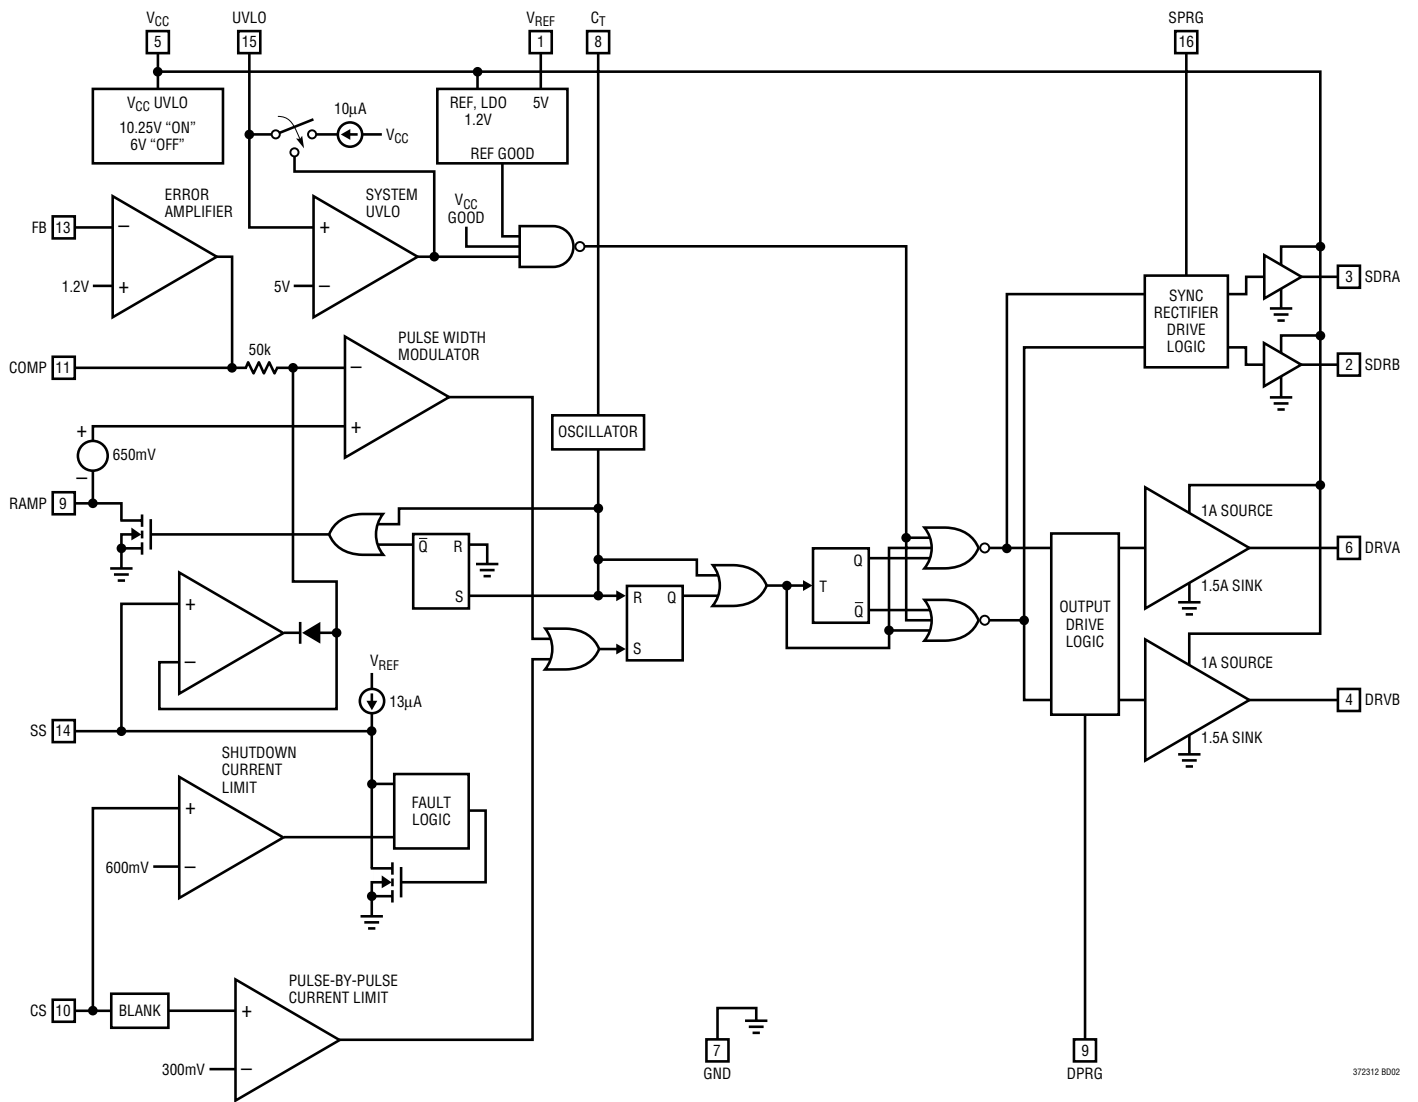 VCC
5
UVLO
15
VREF
1
CT
8
SPRG
16
VCC UVLO
10.25V “ON”
6V “OFF”
10µA
VCC
REF, LDO
1.2V
5V
REF GOOD
ERROR
AMPLIFIER
FB 13
−
+
1.2V
SYSTEM
UVLO
+
−
5V
VCC
GOOD
SYNC
RECTIFIER
DRIVE
LOGIC
3 SDRA
2 SDRB
COMP 11
50k
PULSE WIDTH
MODULATOR
−
+
+
650mV
−
RAMP 9
OSCILLATOR
Q̅ R
S
R Q
S
T
Q
Q̅
OUTPUT
DRIVE
LOGIC
1A SOURCE
1.5A SINK
6 DRVA
1A SOURCE
1.5A SINK
4 DRVB
+
−
VREF
13µA
SS 14
SHUTDOWN
CURRENT
LIMIT
+
−
600mV
FAULT
LOGIC
CS 10
BLANK
PULSE-BY-PULSE
CURRENT LIMIT
+
−
300mV
7
GND
9
DPRG
372312 BD02